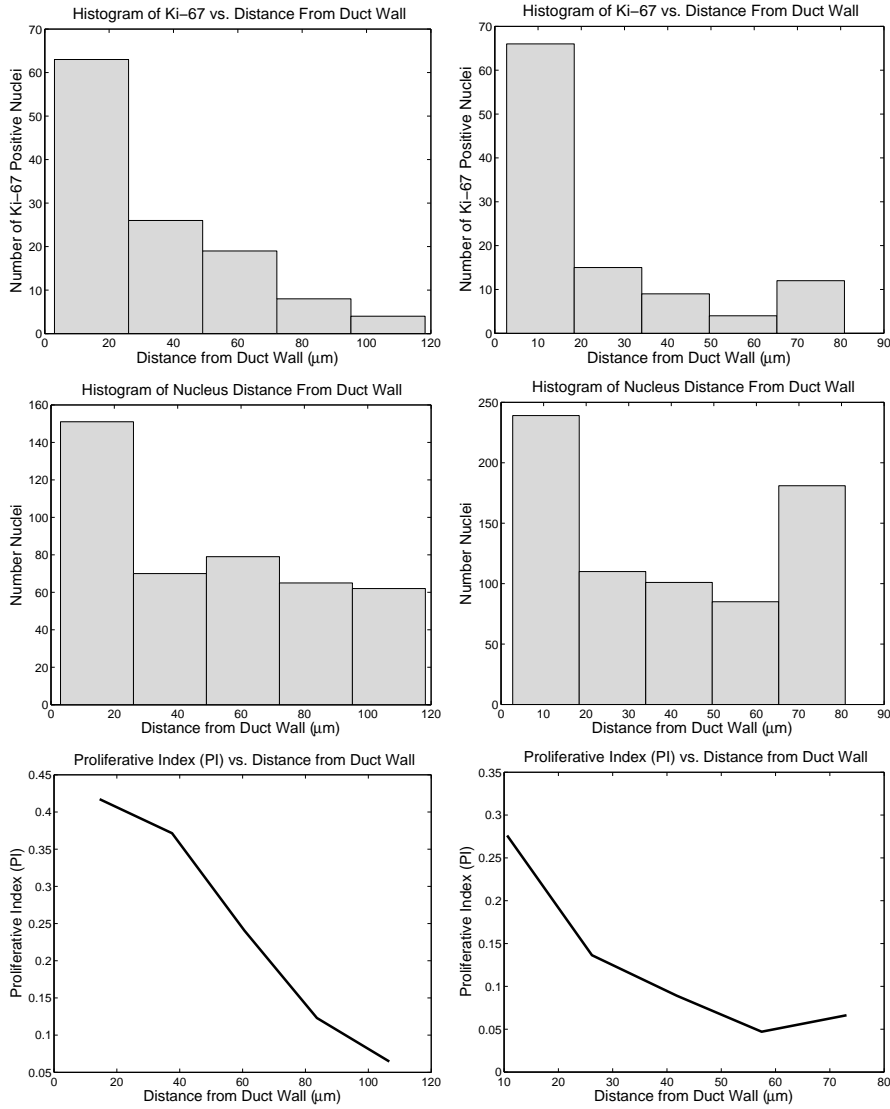 Histogram of Ki−67 vs. Distance From Duct Wall
Number of Ki−67 Positive Nuclei
70
60
50
40
30
20
10
0
0 20 40 60 80 100 120
Distance from Duct Wall (μm)
Histogram of Ki−67 vs. Distance From Duct Wall
Number of Ki−67 Positive Nuclei
70
60
50
40
30
20
10
0
0 10 20 30 40 50 60 70 80 90
Distance from Duct Wall (μm)
Histogram of Nucleus Distance From Duct Wall
Number Nuclei
160
140
120
100
80
60
40
20
0
0 20 40 60 80 100 120
Distance from Duct Wall (μm)
Histogram of Nucleus Distance From Duct Wall
Number Nuclei
250
200
150
100
50
0
0 10 20 30 40 50 60 70 80 90
Distance from Duct Wall (μm)
Proliferative Index (PI) vs. Distance from Duct Wall
Proliferative Index (PI)
0.45
0.4
0.35
0.3
0.25
0.2
0.15
0.1
0.05
0 20 40 60 80 100 120
Distance from Duct Wall (μm)
Proliferative Index (PI) vs. Distance from Duct Wall
Proliferative Index (PI)
0.35
0.3
0.25
0.2
0.15
0.1
0.05
0
10 20 30 40 50 60 70 80
Distance from Duct Wall (μm)